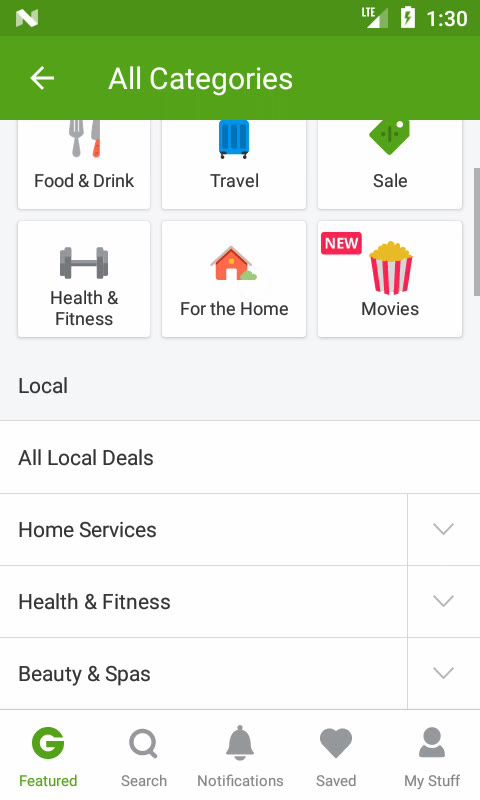 LTE 1:30
All Categories
Food & Drink
Travel
Sale
NEW
Health &
Fitness
For the Home
Movies
Local
All Local Deals
Home Services
Health & Fitness
Beauty & Spas
G
Featured
Search
Notifications
Saved
My Stuff